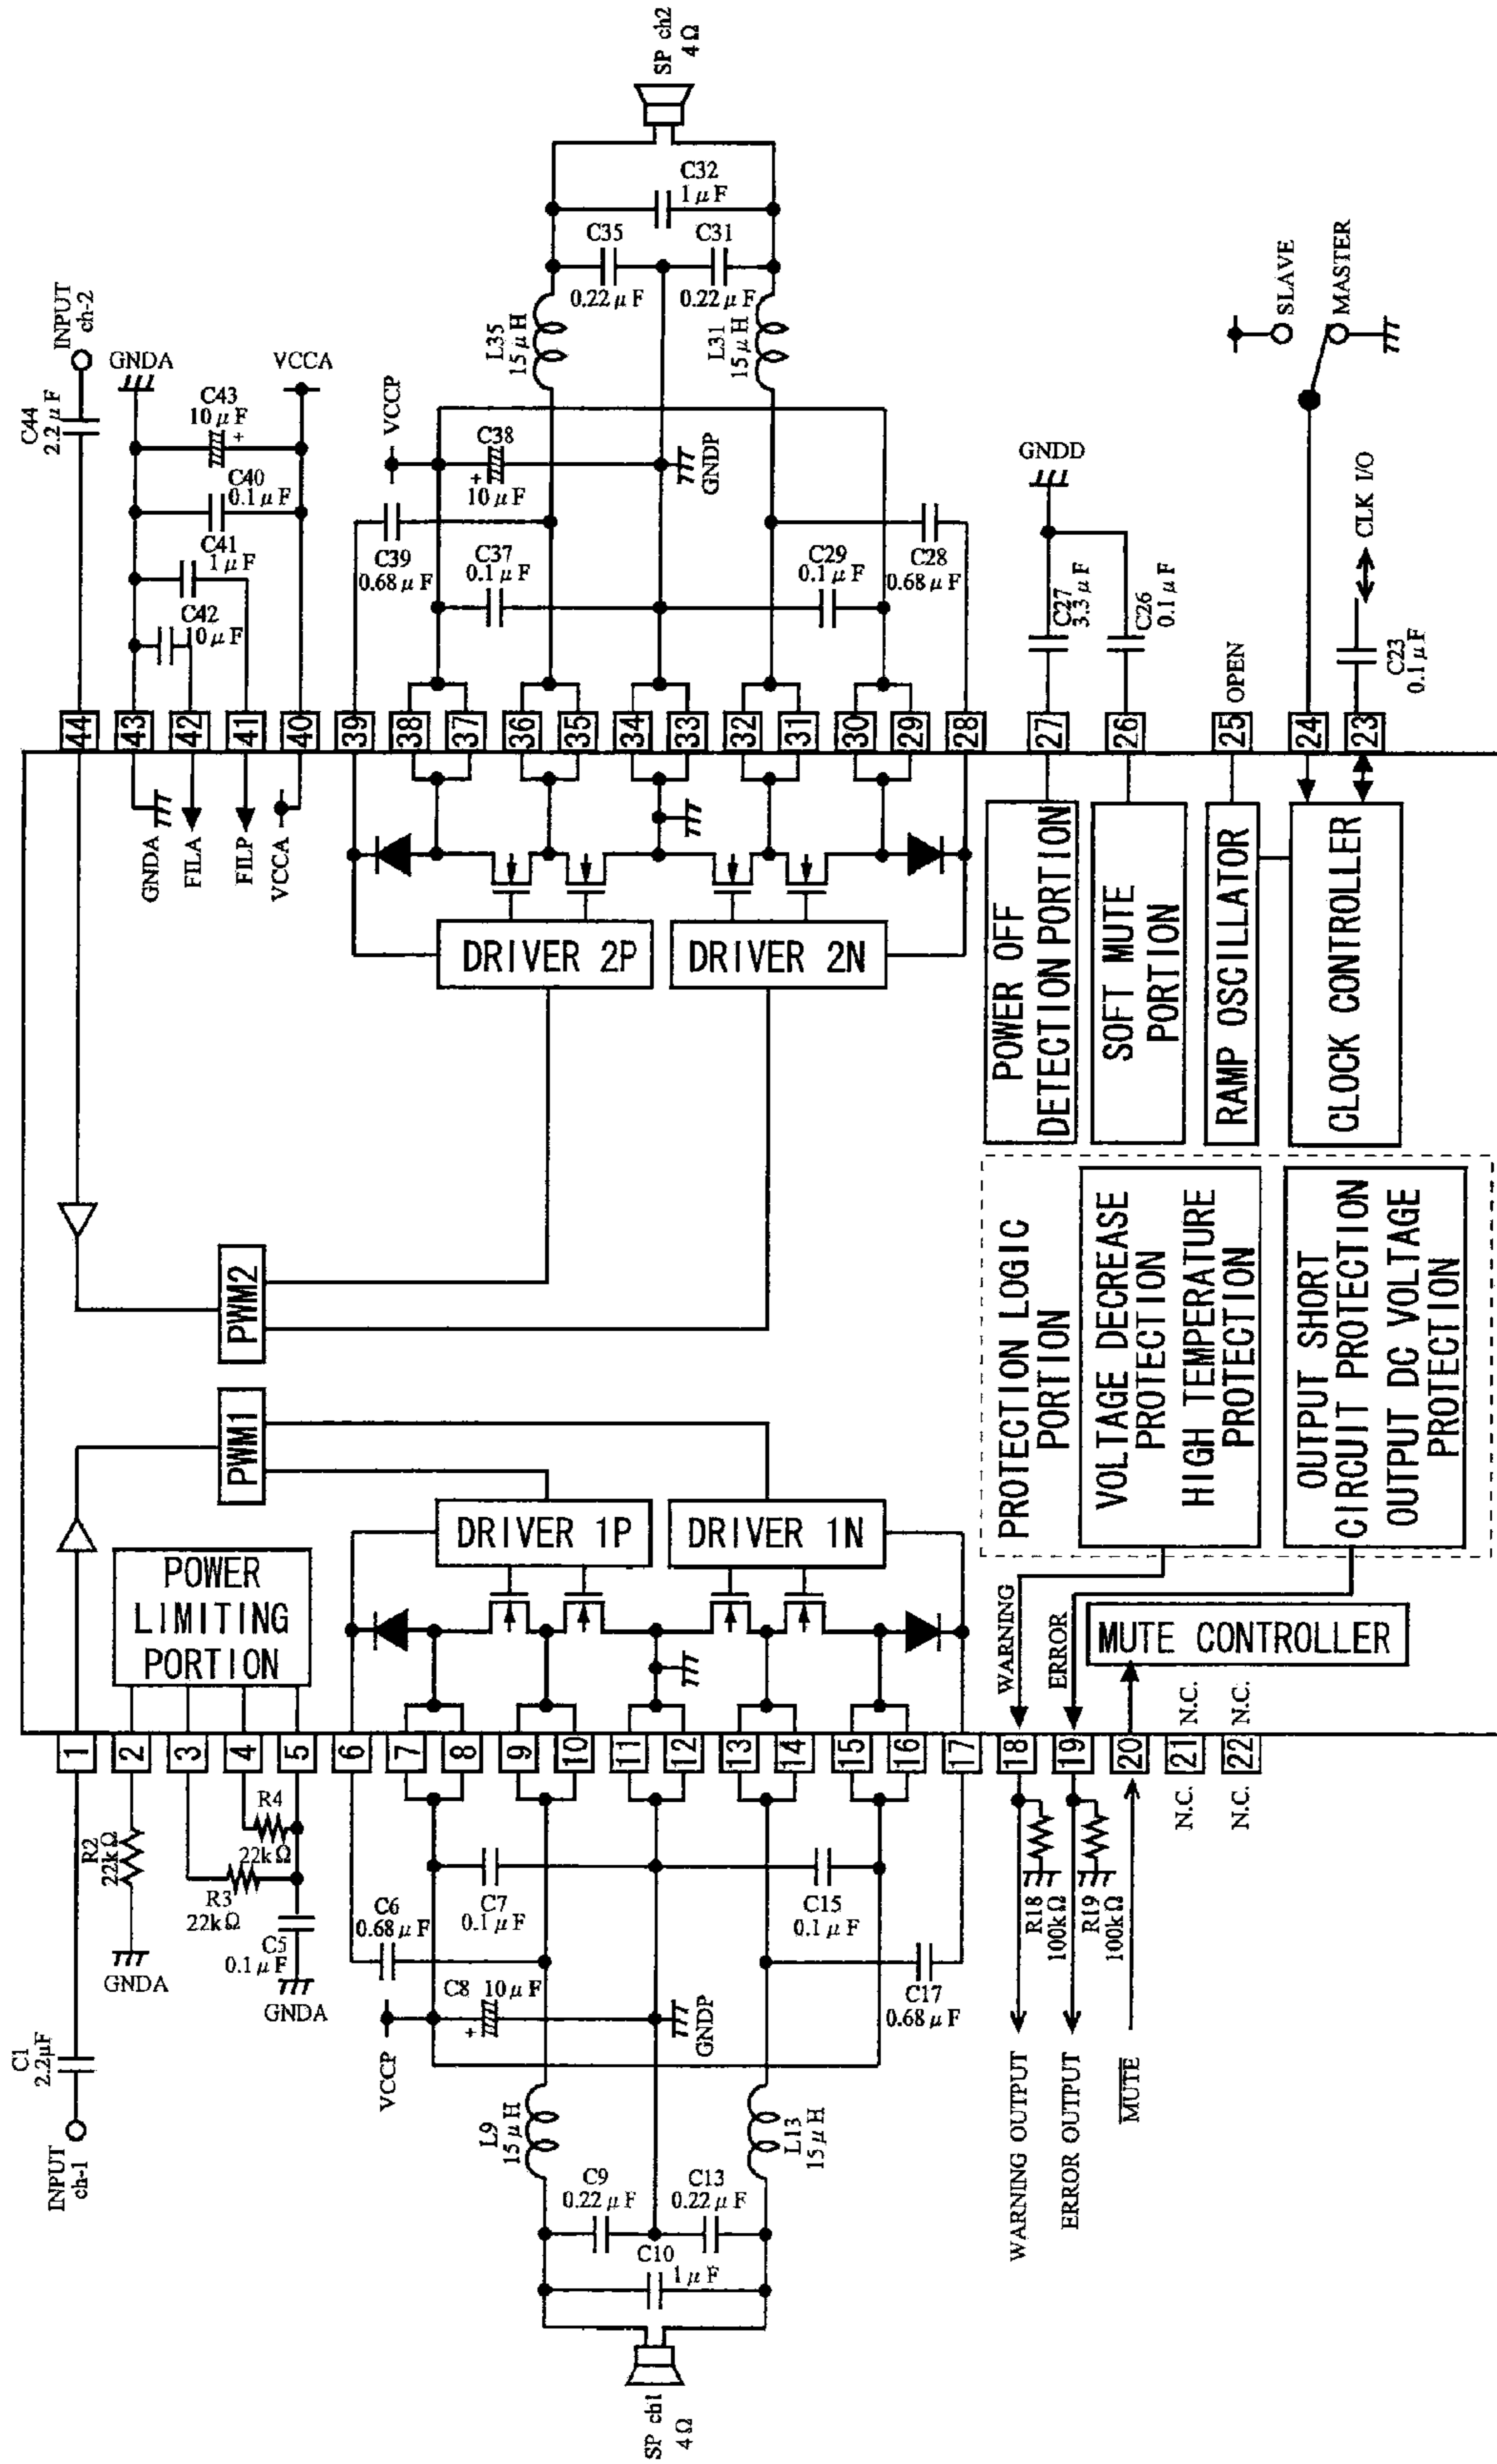 INPUT
ch-1
C1
2.2μF
1
2
3
4
5
6
7
8
9
10
11
12
13
14
15
16
17
18
19
20
21
22
R2
22kΩ
GNDA
R3
22kΩ
R4
22kΩ
C5
0.1μF
GNDA
POWER
LIMITING
PORTION
PWM1
DRIVER 1P
DRIVER 1N
C6
0.68μF
C7
0.1μF
C15
0.1μF
VCCP
C8 10μF
+
GNDP
C17
0.68μF
L9
15μH
L13
15μH
C9
0.22μF
C13
0.22μF
C10
1μF
SP ch1
4Ω
WARNING
ERROR
MUTE CONTROLLER
N.C.
N.C.
N.C.
N.C.
R18
100kΩ
R19
100kΩ
WARNING OUTPUT
ERROR OUTPUT
MUTE
PROTECTION LOGIC
PORTION
VOLTAGE DECREASE
PROTECTION
HIGH TEMPERATURE
PROTECTION
OUTPUT SHORT
CIRCUIT PROTECTION
OUTPUT DC VOLTAGE
PROTECTION
PWM2
DRIVER 2P
DRIVER 2N
POWER OFF
DETECTION PORTION
SOFT MUTE
PORTION
RAMP OSCILLATOR
CLOCK CONTROLLER
GNDA
FILA
FILP
VCCA
44
43
42
41
40
39
38
37
36
35
34
33
32
31
30
29
28
27
26
25
24
23
INPUT
ch-2
C44
2.2μF
GNDA
C43
10μF
+
C40
0.1μF
C41
1μF
C42
10μF
VCCA
VCCP
C38
+
10μF
GNDP
C39
0.68μF
C37
0.1μF
C29
0.1μF
C28
0.68μF
L35
15μH
L31
15μH
C35
0.22μF
C31
0.22μF
C32
1μF
SP ch2
4Ω
GNDD
C27
3.3μF
C26
0.1μF
OPEN
SLAVE
MASTER
C23
0.1μF
CLK I/O